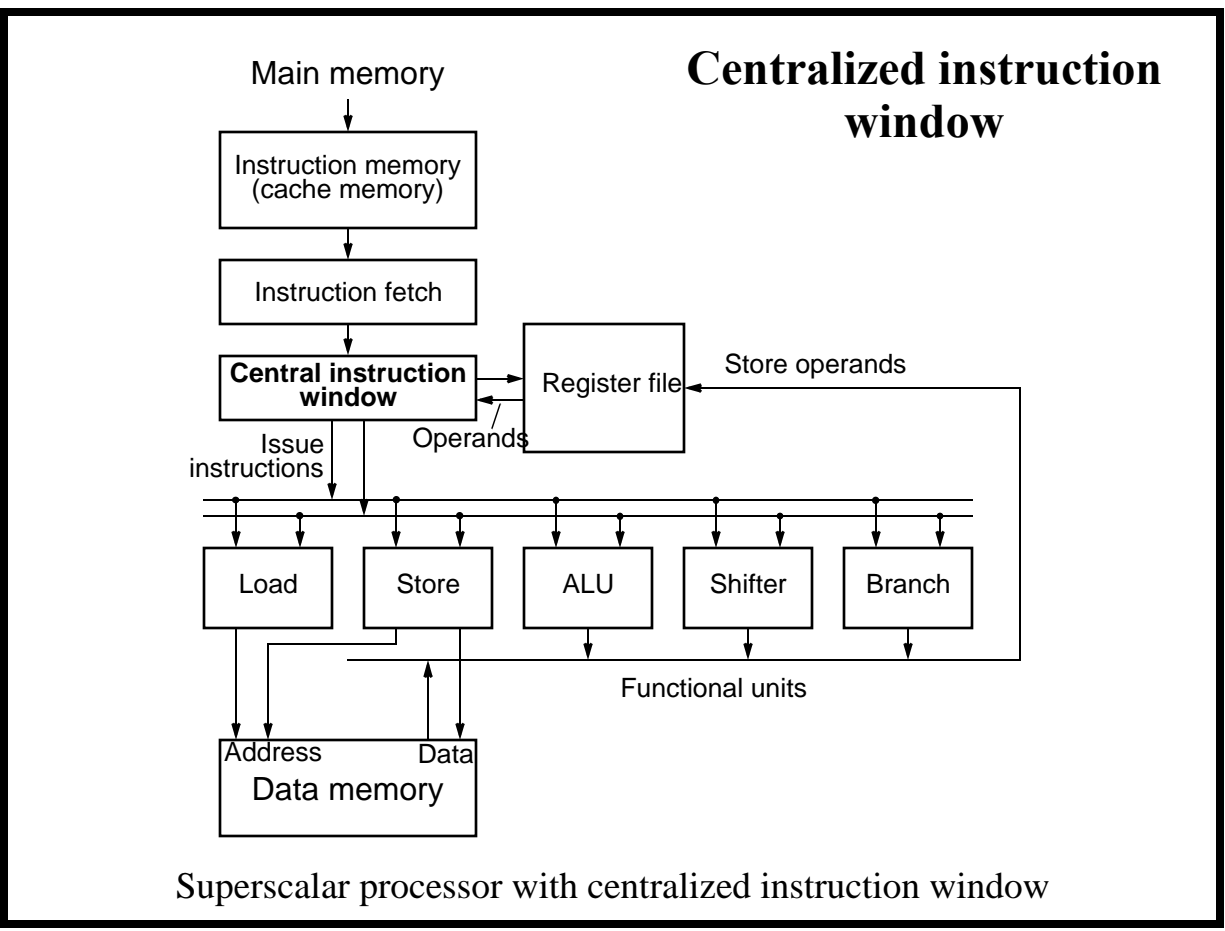 Centralized instruction
window
Main memory
Instruction memory
(cache memory)
Instruction fetch
Central instruction
window
Register file
Store operands
Operands
Issue
instructions
Load
Store
ALU
Shifter
Branch
Functional units
Address
Data
Data memory
Superscalar processor with centralized instruction window